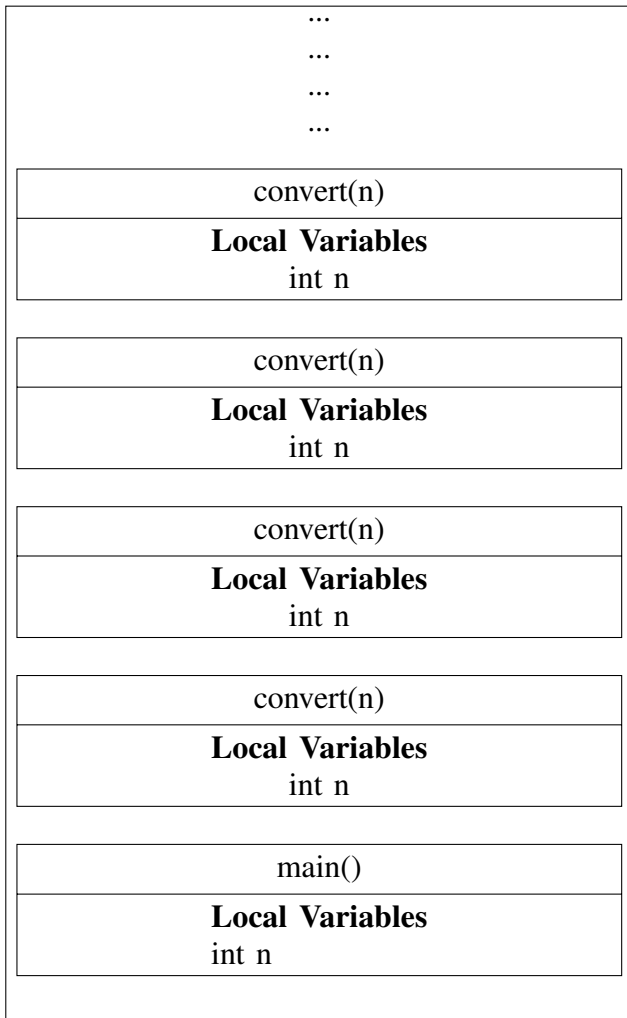 ...
...
...
...
convert(n)
Local Variables
int n
convert(n)
Local Variables
int n
convert(n)
Local Variables
int n
convert(n)
Local Variables
int n
main()
Local Variables
int n